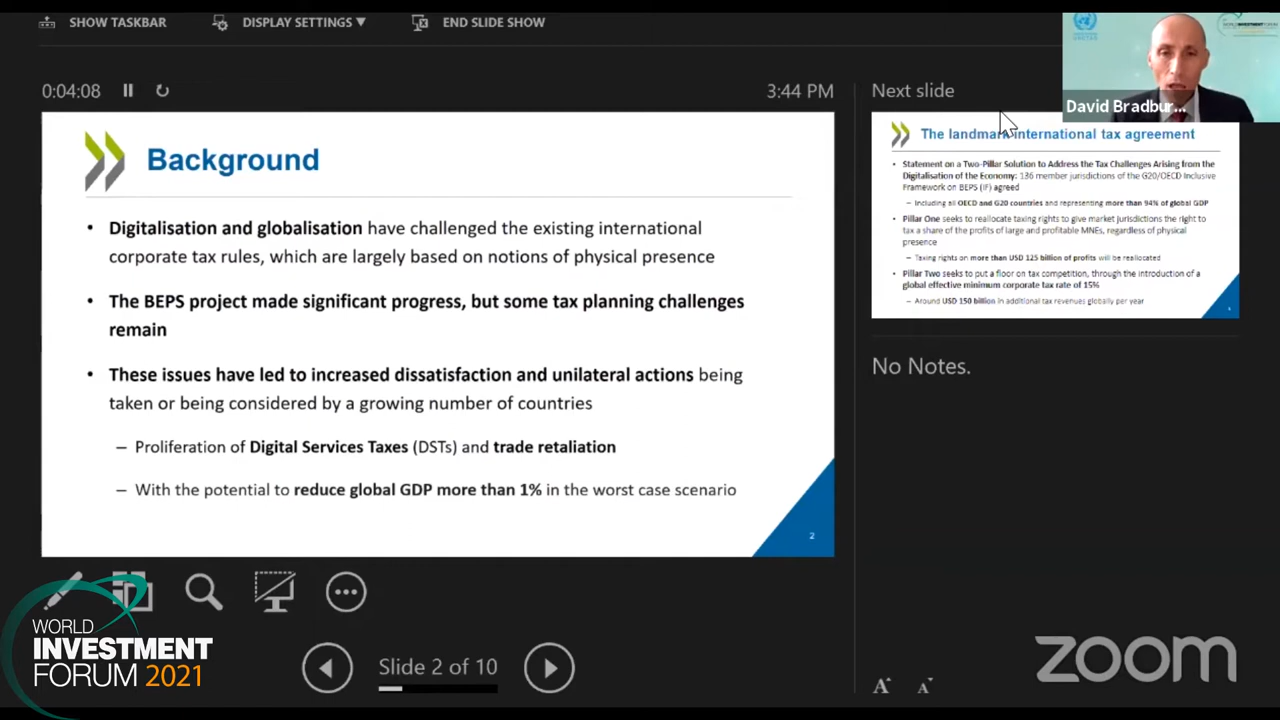 SHOW TASKBAR
DISPLAY SETTINGS ▼
END SLIDE SHOW
0:04:08
3:44 PM
Next slide
David Bradbur...
Background
• Digitalisation and globalisation have challenged the existing international
corporate tax rules, which are largely based on notions of physical presence
• The BEPS project made significant progress, but some tax planning challenges
remain
• These issues have led to increased dissatisfaction and unilateral actions being
taken or being considered by a growing number of countries
– Proliferation of Digital Services Taxes (DSTs) and trade retaliation
– With the potential to reduce global GDP more than 1% in the worst case scenario
2
The landmark international tax agreement
• Statement on a Two-Pillar Solution to Address the Tax Challenges Arising from the
Digitalisation of the Economy: 136 member jurisdictions of the G20/OECD Inclusive
Framework on BEPS (IF) agreed
– Including all OECD and G20 countries and representing more than 94% of global GDP
• Pillar One seeks to reallocate taxing rights to give market jurisdictions the right to
tax a share of the profits of large and profitable MNEs, regardless of physical
presence
– Taxing rights on more than USD 125 billion of profits will be reallocated
• Pillar Two seeks to put a floor on tax competition, through the introduction of a
global effective minimum corporate tax rate of 15%
– Around USD 150 billion in additional tax revenues globally per year
No Notes.
WORLD
INVESTMENT
FORUM 2021
Slide 2 of 10
A A
zoom